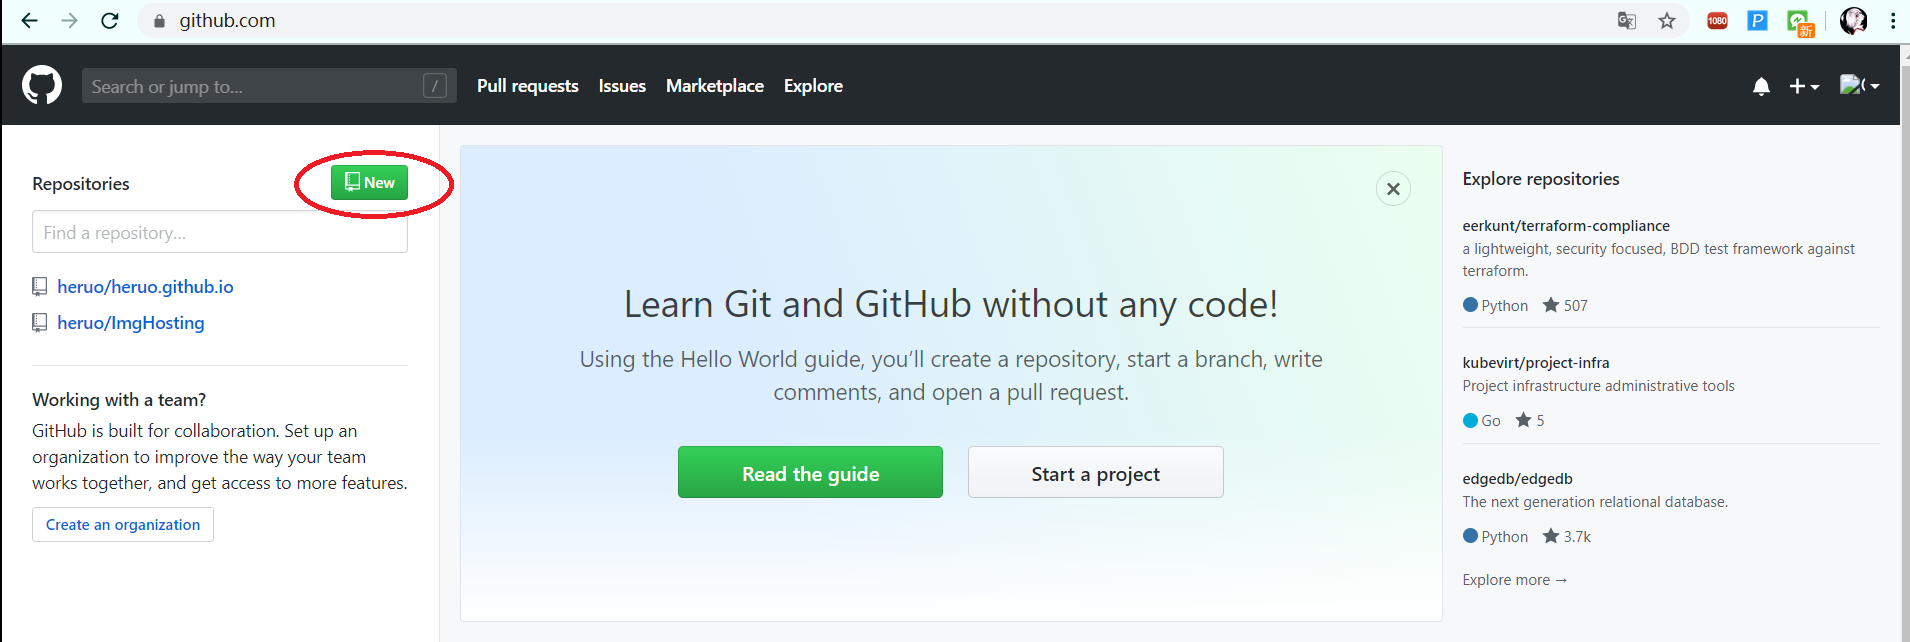 github.com
1080
P
新
Search or jump to...
/
Pull requests
Issues
Marketplace
Explore
Repositories
New
Find a repository...
heruo/heruo.github.io
heruo/ImgHosting
Working with a team?
GitHub is built for collaboration. Set up an
organization to improve the way your team
works together, and get access to more features.
Create an organization
Learn Git and GitHub without any code!
Using the Hello World guide, you’ll create a repository, start a branch, write
comments, and open a pull request.
Read the guide
Start a project
Explore repositories
eerkunt/terraform-compliance
a lightweight, security focused, BDD test framework against
terraform.
Python 507
kubevirt/project-infra
Project infrastructure administrative tools
Go 5
edgedb/edgedb
The next generation relational database.
Python 3.7k
Explore more →